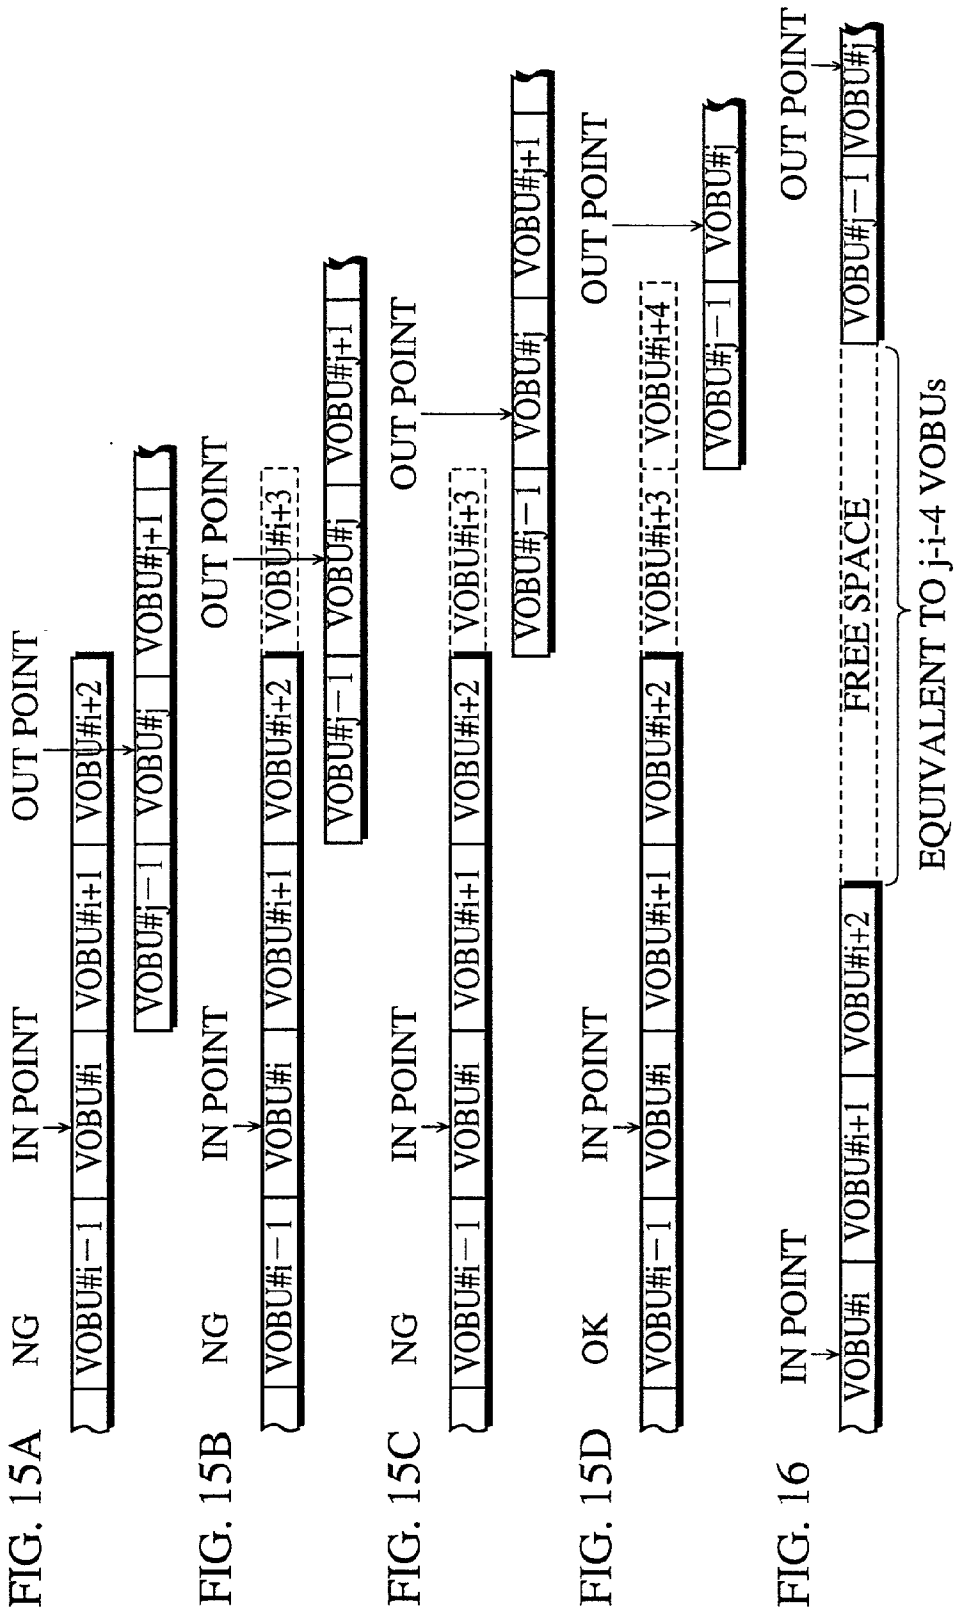 FIG. 15A
NG
IN POINT
OUT POINT
VOBU#i−1 VOBU#i VOBU#i+1 VOBU#i+2
VOBU#j−1 VOBU#j VOBU#j+1
FIG. 15B
NG
IN POINT
OUT POINT
VOBU#i−1 VOBU#i VOBU#i+1 VOBU#i+2 VOBU#i+3
VOBU#j−1 VOBU#j VOBU#j+1
FIG. 15C
NG
IN POINT
OUT POINT
VOBU#i−1 VOBU#i VOBU#i+1 VOBU#i+2 VOBU#i+3
VOBU#j−1 VOBU#j VOBU#j+1
FIG. 15D
OK
IN POINT
OUT POINT
VOBU#i−1 VOBU#i VOBU#i+1 VOBU#i+2 VOBU#i+3 VOBU#i+4
VOBU#j−1 VOBU#j
FIG. 16
IN POINT
OUT POINT
VOBU#i VOBU#i+1 VOBU#i+2 FREE SPACE VOBU#j−1 VOBU#j
EQUIVALENT TO j-i-4 VOBUs